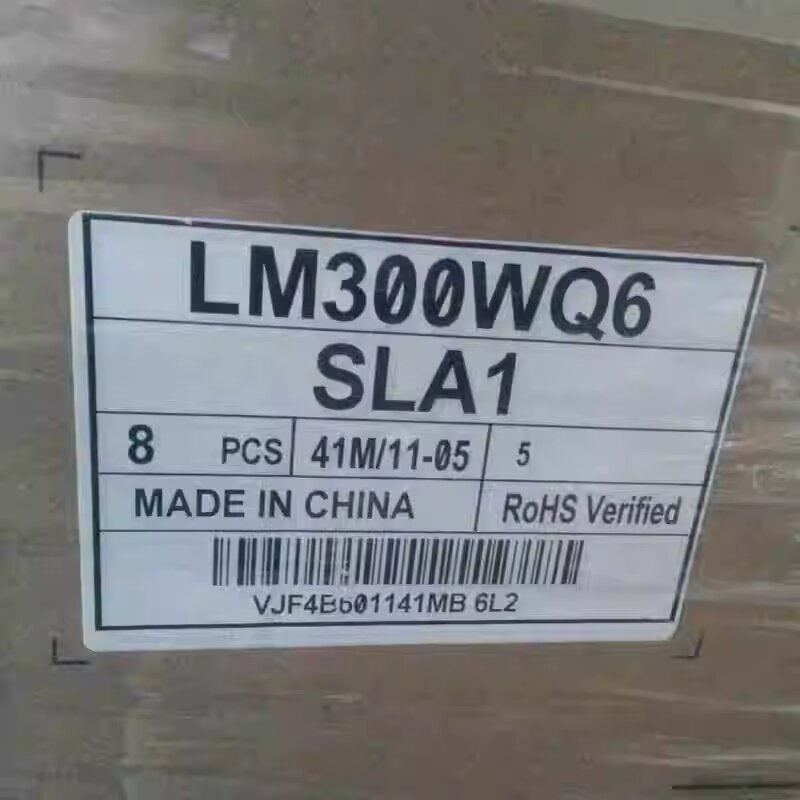 LM300WQ6
SLA1
8 PCS 41M/11-05 5
MADE IN CHINA RoHS Verified
VJF4B601141MB 6L2